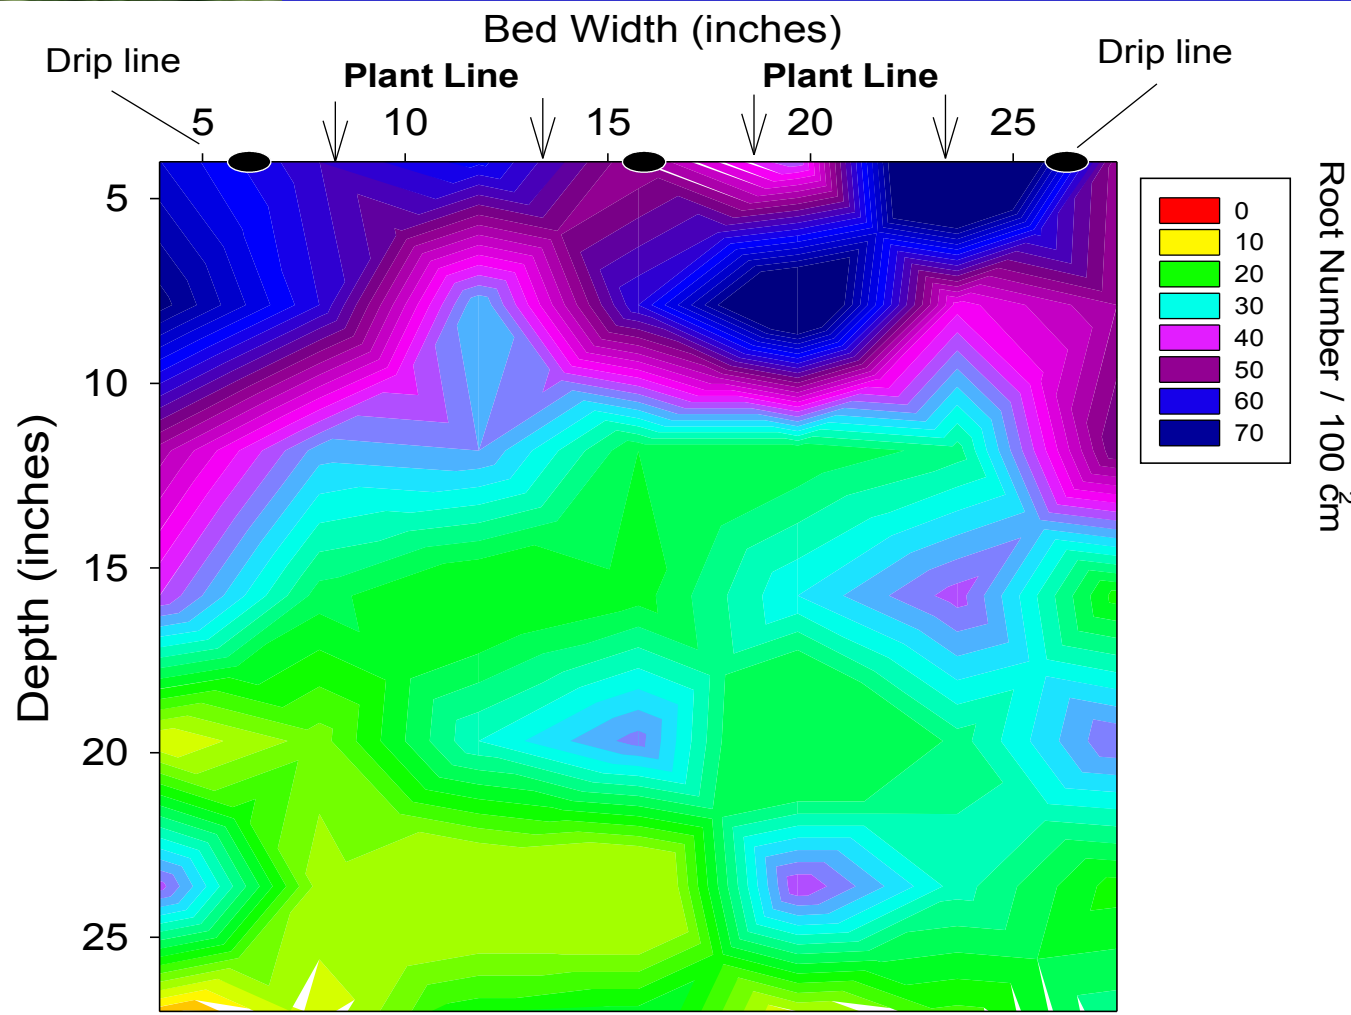 Bed Width (inches)
Drip line
Drip line
Plant Line
Plant Line
5 10 15 20 25
5
10
15
20
25
Depth (inches)
0
10
20
30
40
50
60
70
Root Number / 100 cm2